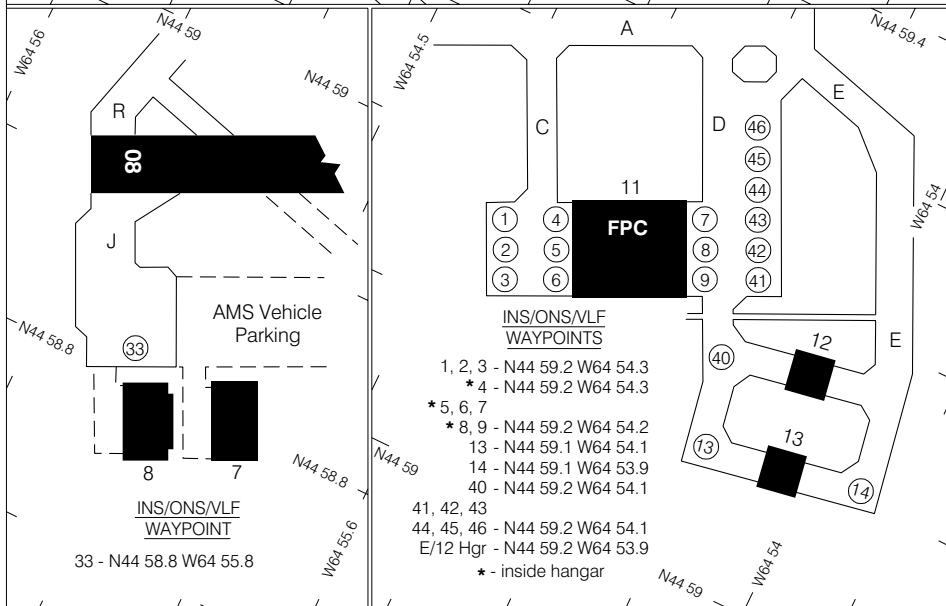 N44 59
W64 56
N44 59
R
08
J
AMS Vehicle
Parking
N44 58.8
33
8
7
N44 58.8
INS/ONS/VLF
WAYPOINT
33 - N44 58.8 W64 55.8
W64 55.6
W64 54.5
A
N44 59.4
E
C
D
46
45
44
43
42
41
W64 54
11
FPC
1
2
3
4
5
6
7
8
9
INS/ONS/VLF
WAYPOINTS
1, 2, 3 - N44 59.2 W64 54.3
* 4 - N44 59.2 W64 54.3
* 5, 6, 7
* 8, 9 - N44 59.2 W64 54.2
13 - N44 59.1 W64 54.1
14 - N44 59.1 W64 53.9
40 - N44 59.2 W64 54.1
41, 42, 43
44, 45, 46 - N44 59.2 W64 54.1
E/12 Hgr - N44 59.2 W64 53.9
* - inside hangar
40
12
E
13
13
14
N44 59
N44 59
W64 54